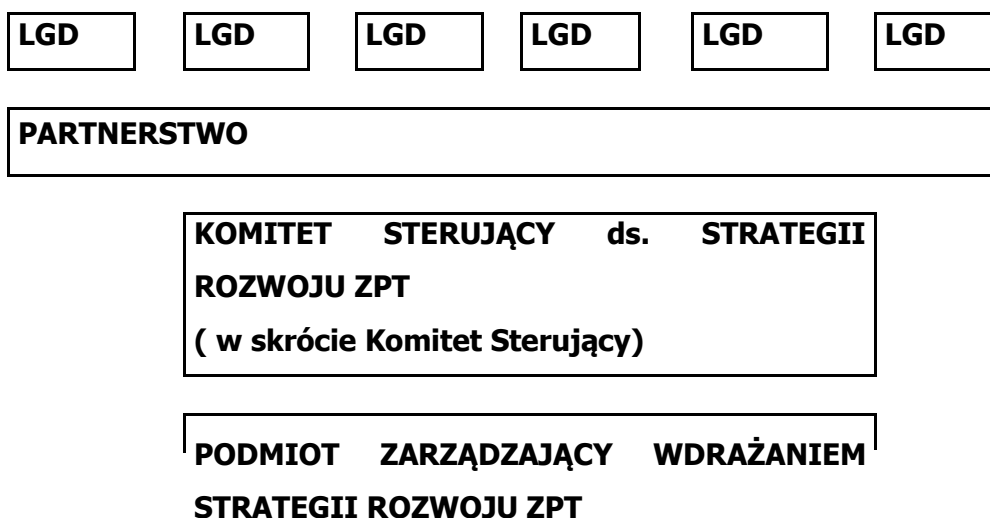 LGD LGD LGD LGD LGD LGD
PARTNERSTWO
KOMITET STERUJĄCY ds. STRATEGII
ROZWOJU ZPT
( w skrócie Komitet Sterujący)
PODMIOT ZARZĄDZAJĄCY WDRAŻANIEM
STRATEGII ROZWOJU ZPT